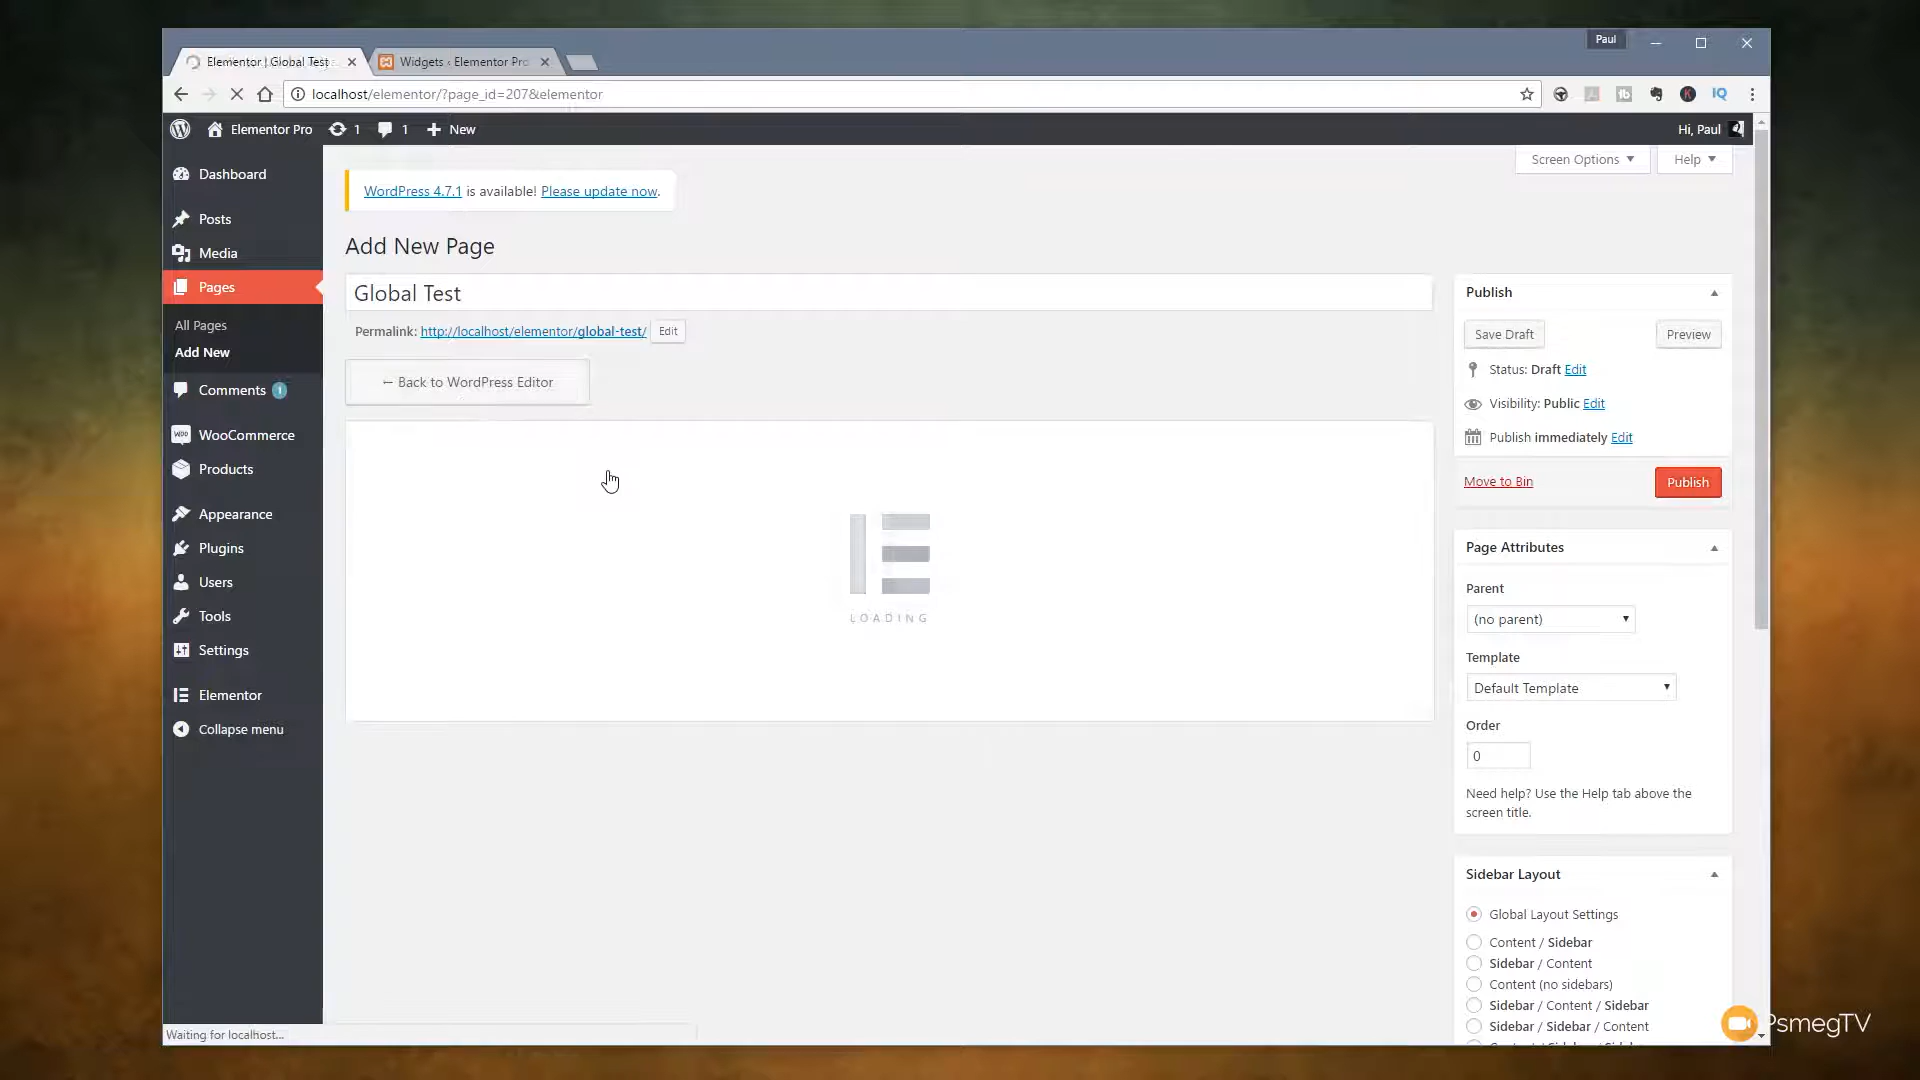 Paul
Elementor | Global Test
Widgets ‹ Elementor Pro
localhost/elementor/?page_id=207&elementor
Elementor Pro 1 1 New
Hi, Paul
Screen Options Help
Dashboard
Posts
Media
Pages
All Pages
Add New
Comments 1
WooCommerce
Products
Appearance
Plugins
Users
Tools
Settings
Elementor
Collapse menu
WordPress 4.7.1 is available! Please update now.
Add New Page
Global Test
Permalink: http://localhost/elementor/global-test/ Edit
← Back to WordPress Editor
LOADING
Publish
Save Draft Preview
Status: Draft Edit
Visibility: Public Edit
Publish immediately Edit
Move to Bin Publish
Page Attributes
Parent
(no parent)
Template
Default Template
Order
0
Need help? Use the Help tab above the
screen title.
Sidebar Layout
Global Layout Settings
Content / Sidebar
Sidebar / Content
Content (no sidebars)
Sidebar / Content / Sidebar
Sidebar / Sidebar / Content
Waiting for localhost...
PsmegTV